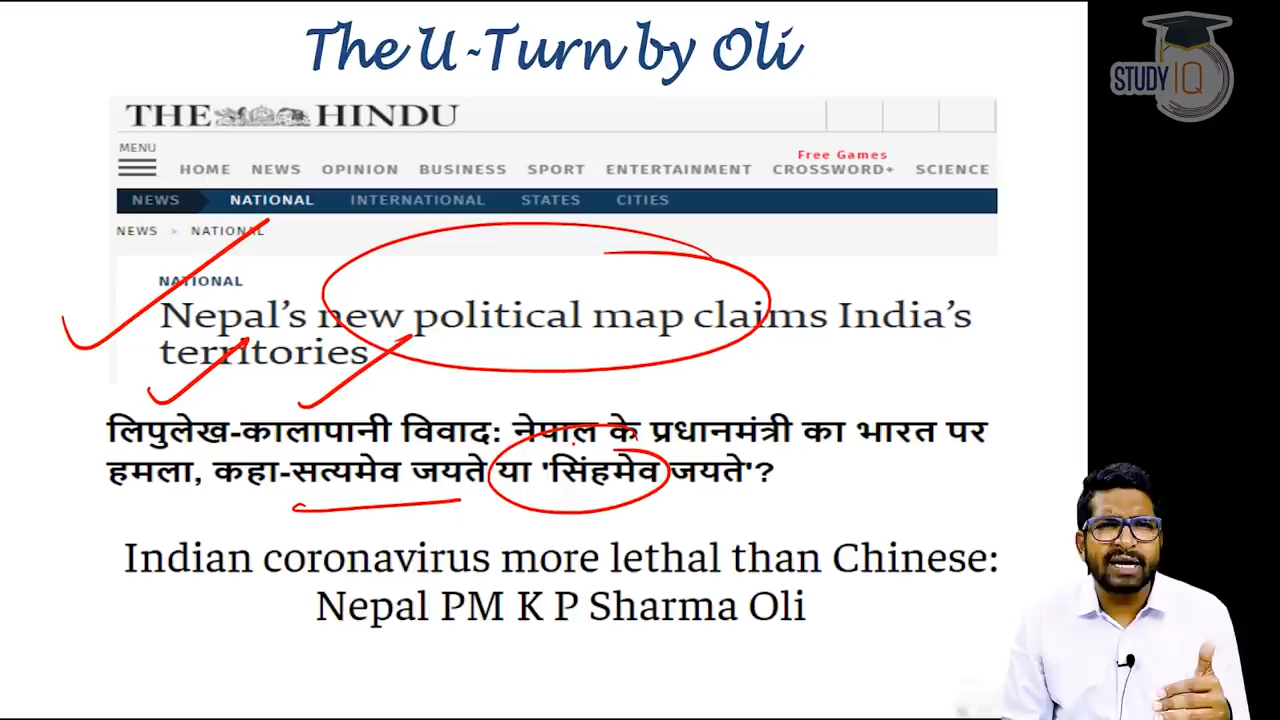 The U-Turn by Oli
STUDY IQ
THE HINDU
MENU
Free Games
HOME NEWS OPINION BUSINESS SPORT ENTERTAINMENT CROSSWORD+ SCIENCE
NEWS NATIONAL INTERNATIONAL STATES CITIES
NEWS > NATIONAL
NATIONAL
Nepal's new political map claims India's
territories
लिपुलेख-कालापानी विवाद: नेपाल के प्रधानमंत्री का भारत पर
हमला, कहा-सत्यमेव जयते या 'सिंहमेव जयते'?
Indian coronavirus more lethal than Chinese:
Nepal PM K P Sharma Oli